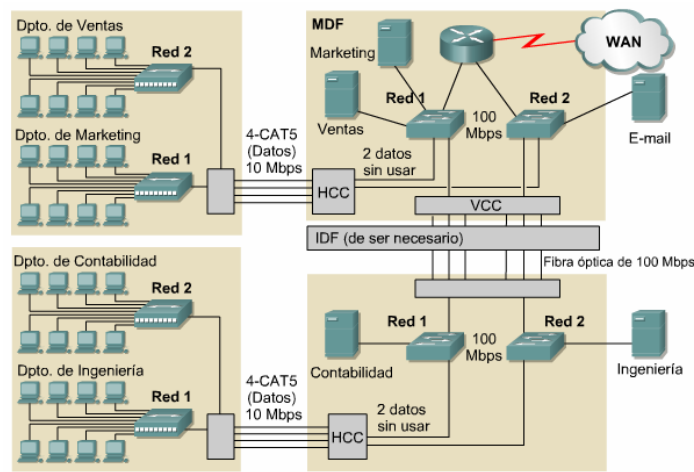 Dpto. de Ventas
Red 2
Dpto. de Marketing
Red 1
4-CAT5
(Datos)
10 Mbps
MDF
Marketing
Red 1
Ventas
100
Mbps
Red 2
WAN
E-mail
2 datos
sin usar
HCC
VCC
IDF (de ser necesario)
Fibra óptica de 100 Mbps
Dpto. de Contabilidad
Red 2
Dpto. de Ingeniería
Red 1
4-CAT5
(Datos)
10 Mbps
Red 1
100
Mbps
Red 2
Contabilidad
Ingeniería
2 datos
sin usar
HCC